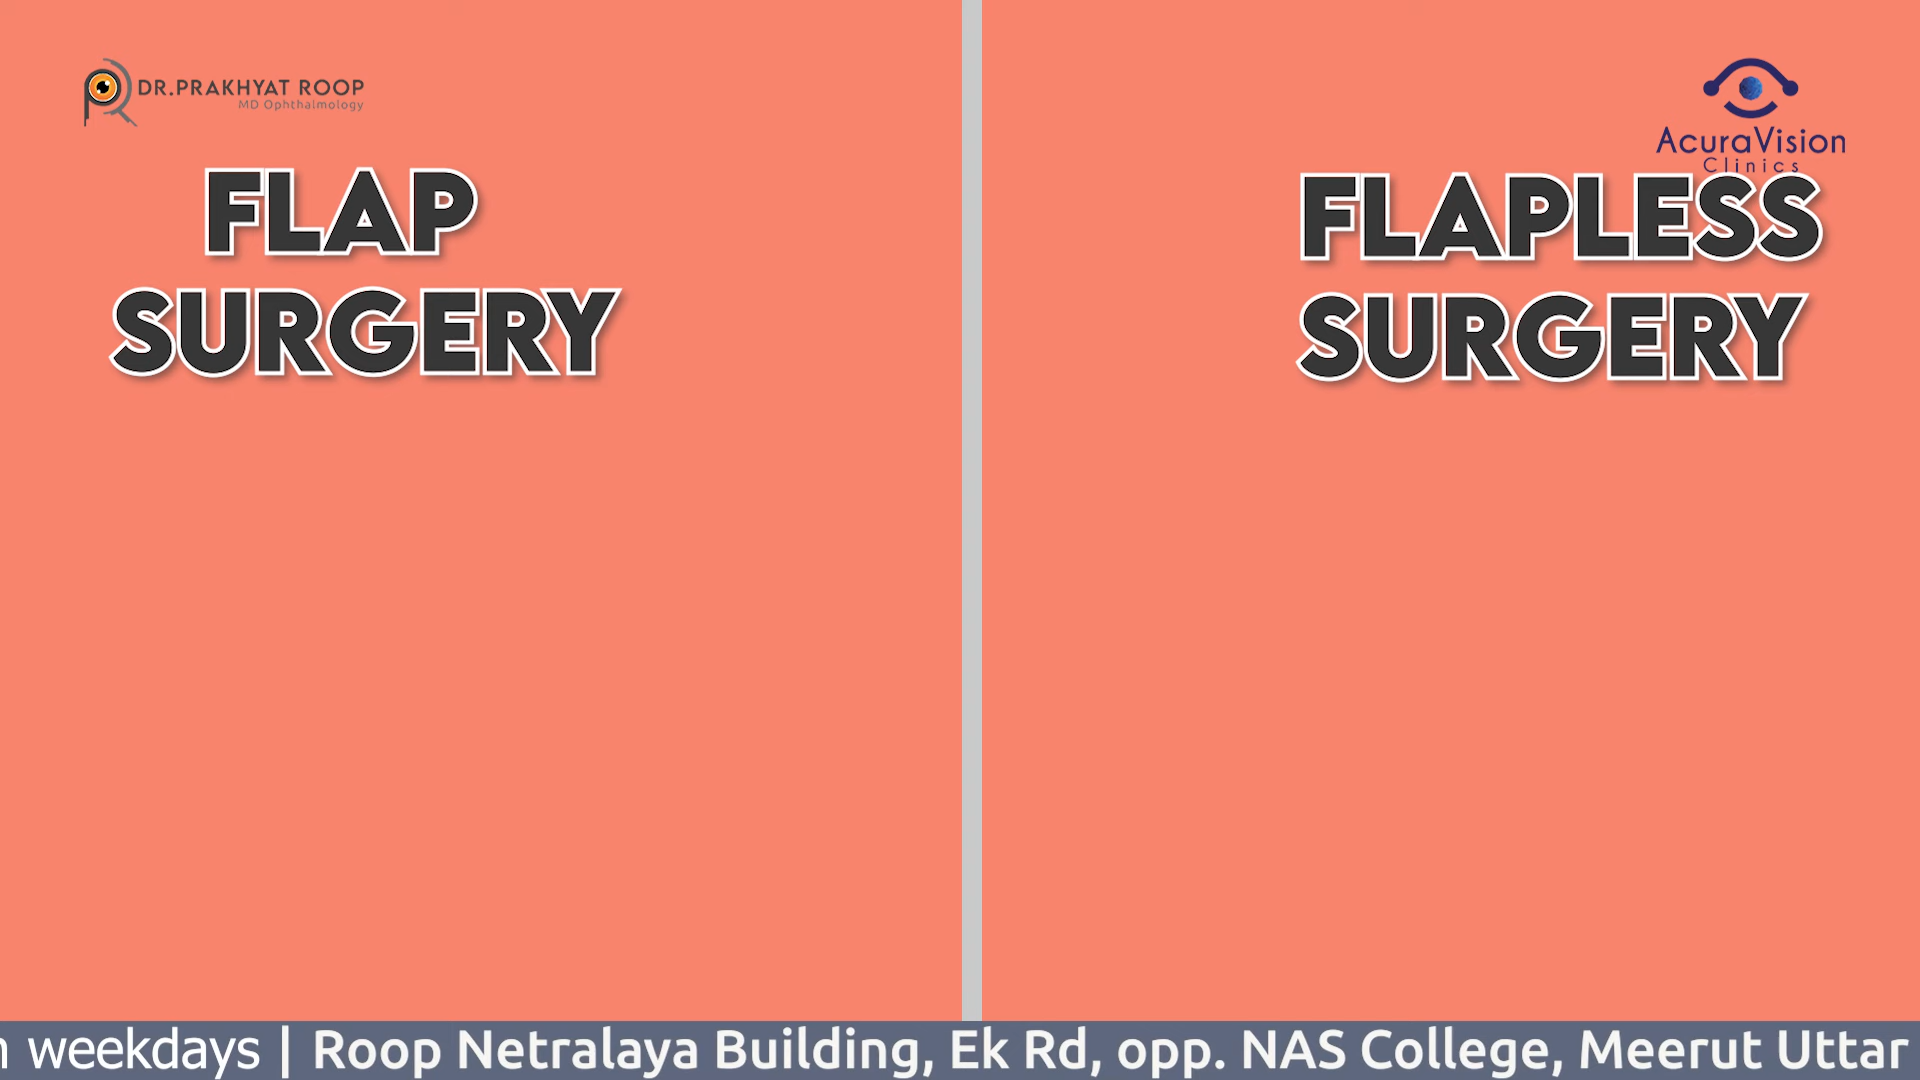 DR.PRAKHYAT ROOP
MD Ophthalmology
AcuraVision
Clinics
FLAP
SURGERY
FLAPLESS
SURGERY
weekdays | Roop Netralaya Building, Ek Rd, opp. NAS College, Meerut Uttar